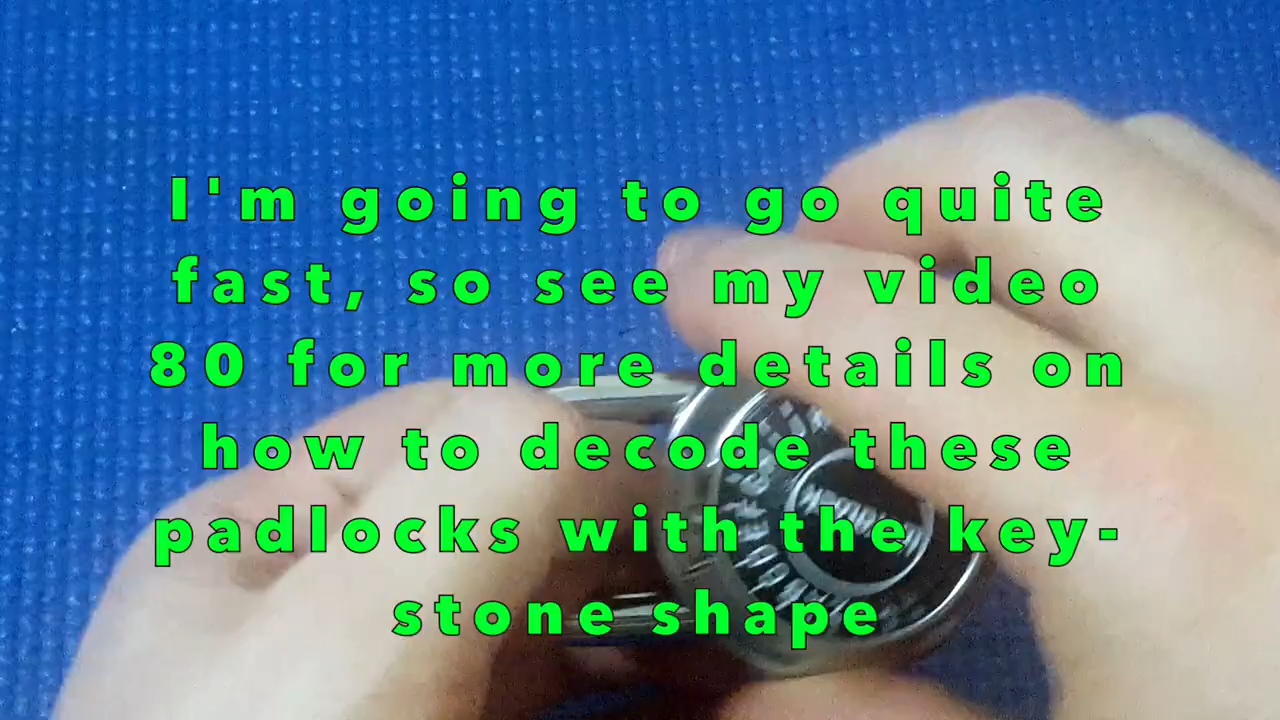 I'm going to go quite
fast, so see my video
80 for more details on
how to decode these
padlocks with the key-
stone shape